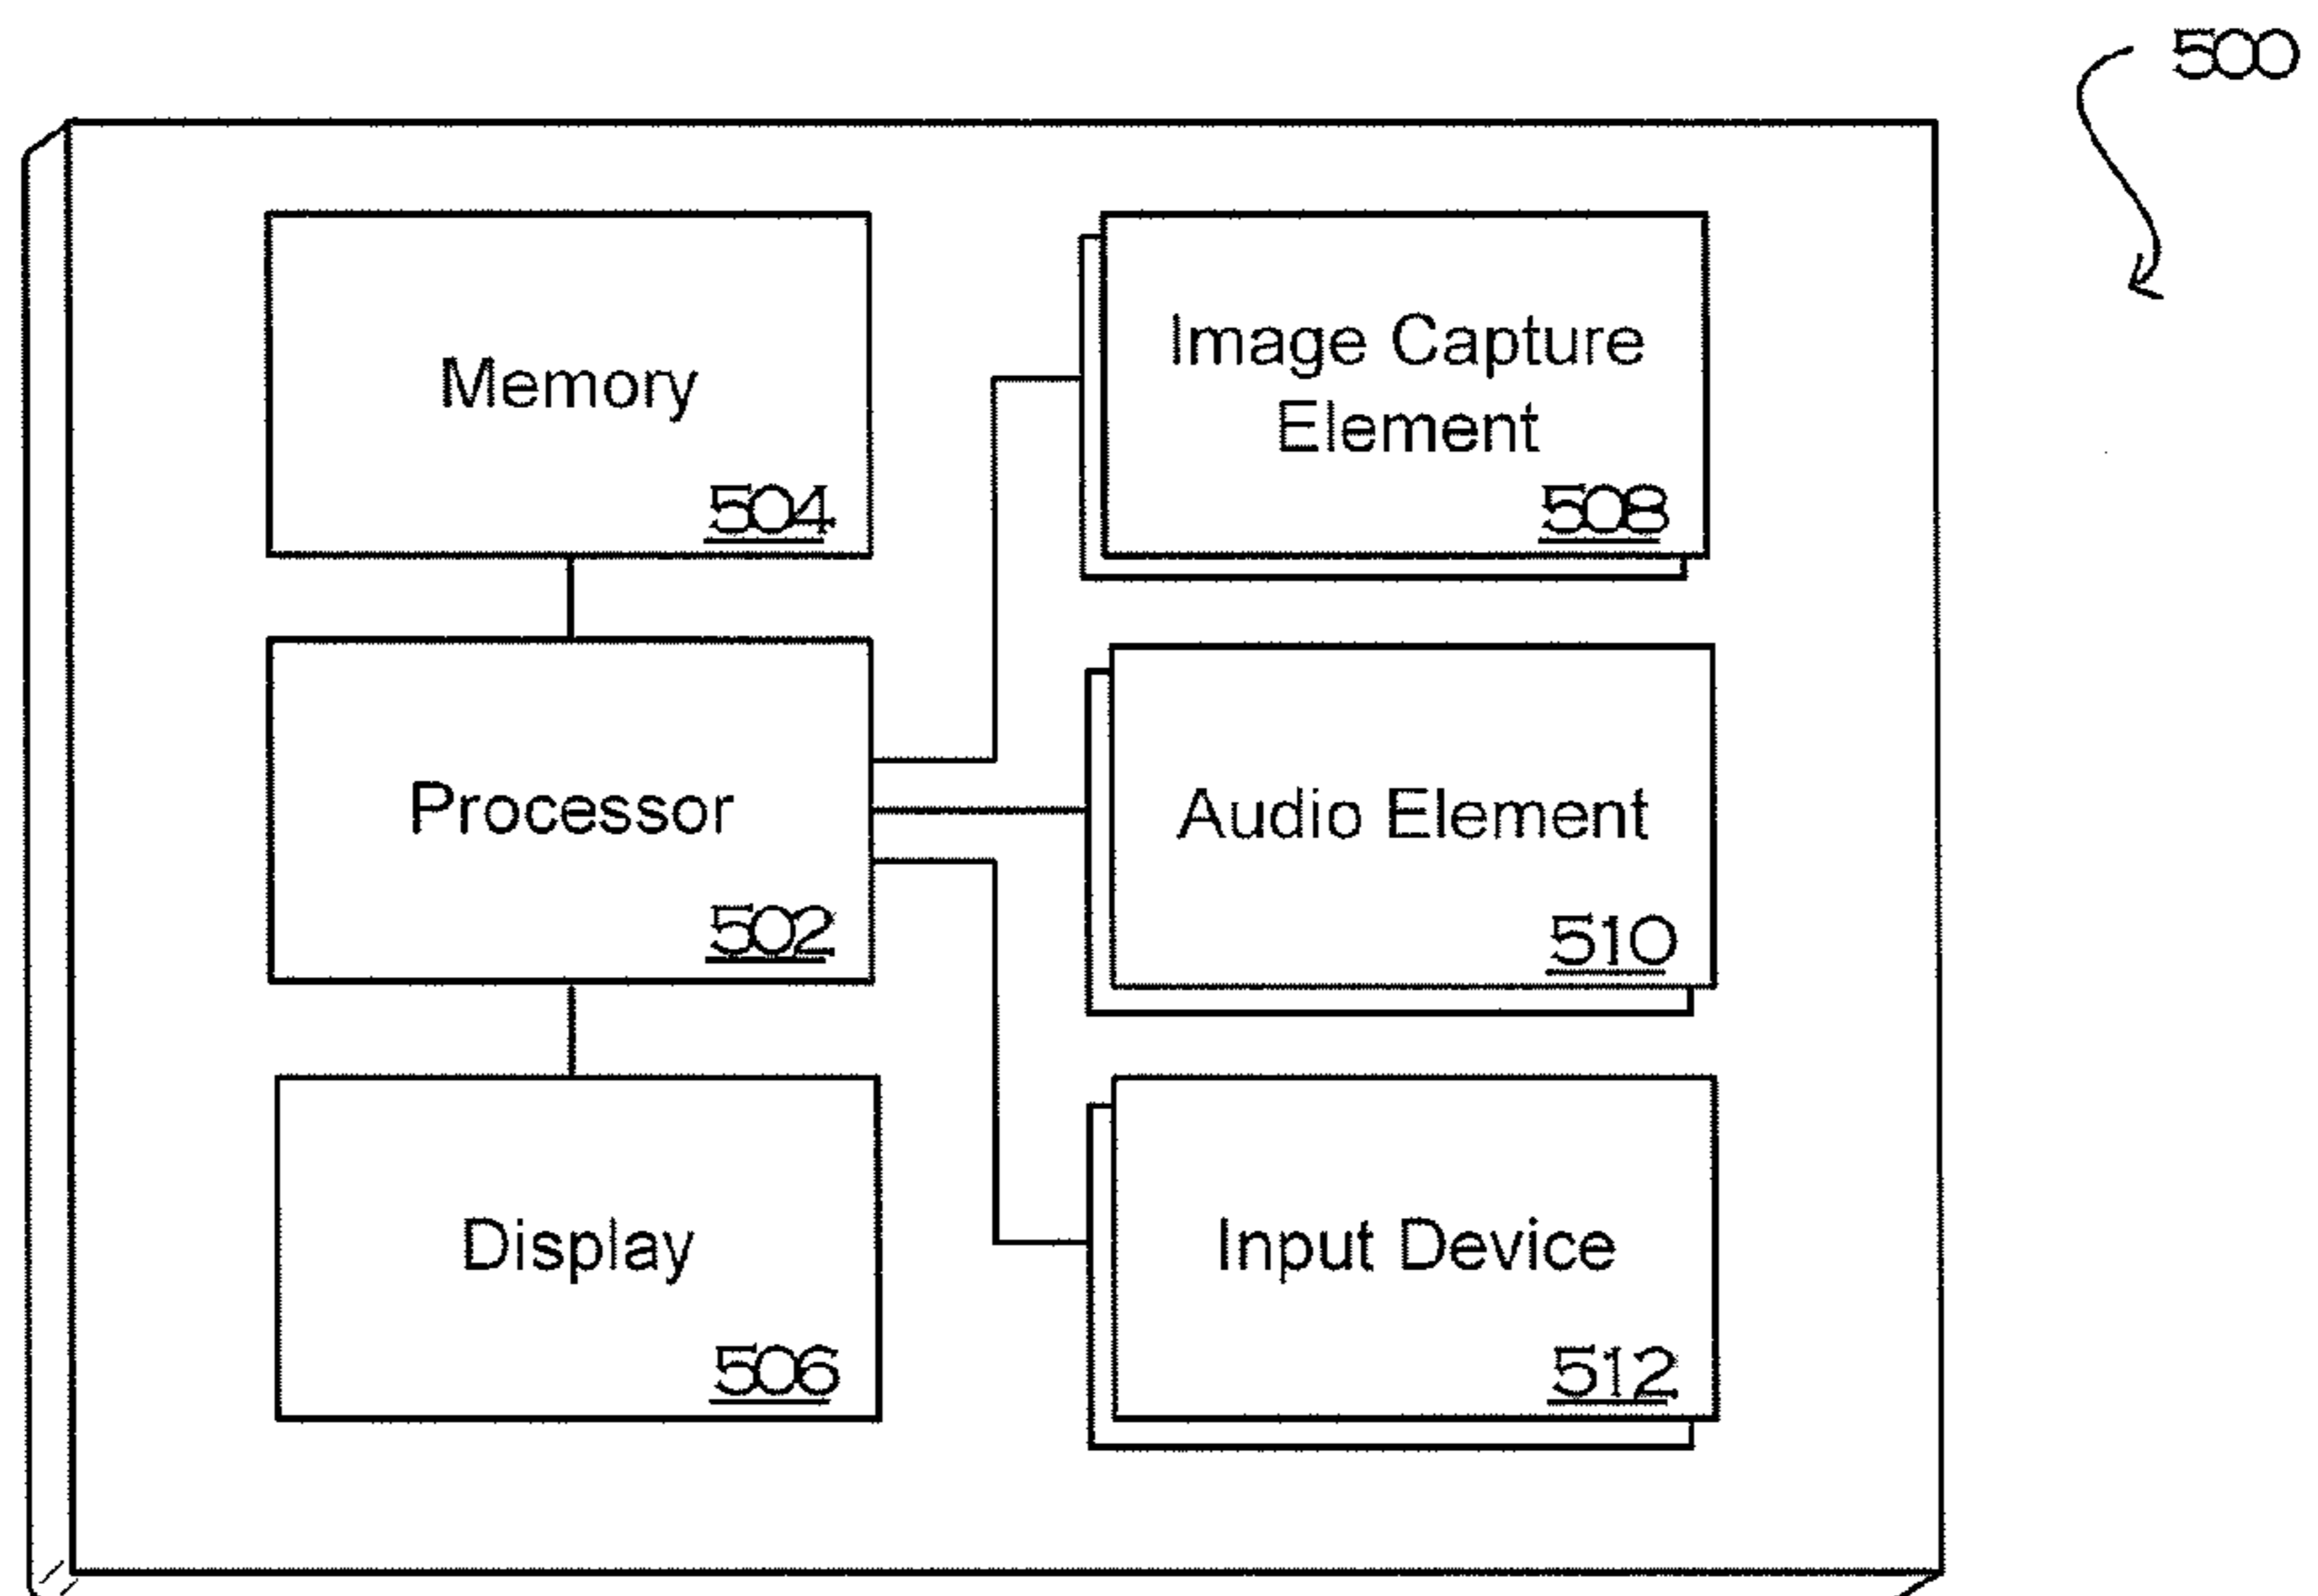 500
Memory
504
Image Capture
Element
508
Processor
502
Audio Element
510
Display
506
Input Device
512